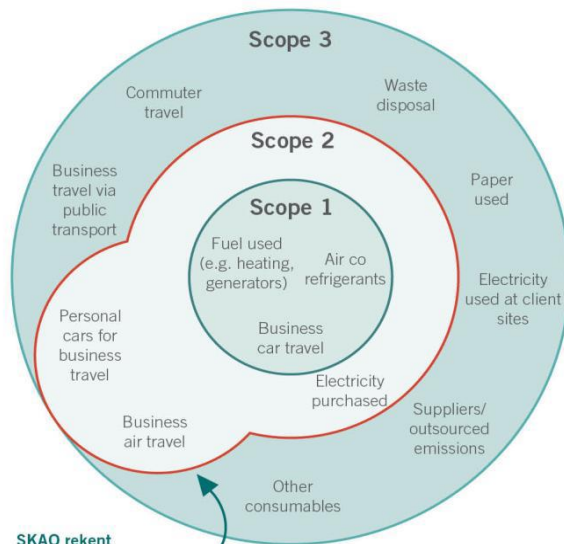 Scope 3
Commuter
travel
Waste
disposal
Scope 2
Business
travel via
public
transport
Paper
used
Scope 1
Fuel used
(e.g. heating,
generators)
Air co
refrigerants
Business
car travel
Electricity
used at client
sites
Personal
cars for
business
travel
Electricity
purchased
Business
air travel
Suppliers/
outsourced
emissions
Other
consumables
SKAO rekent